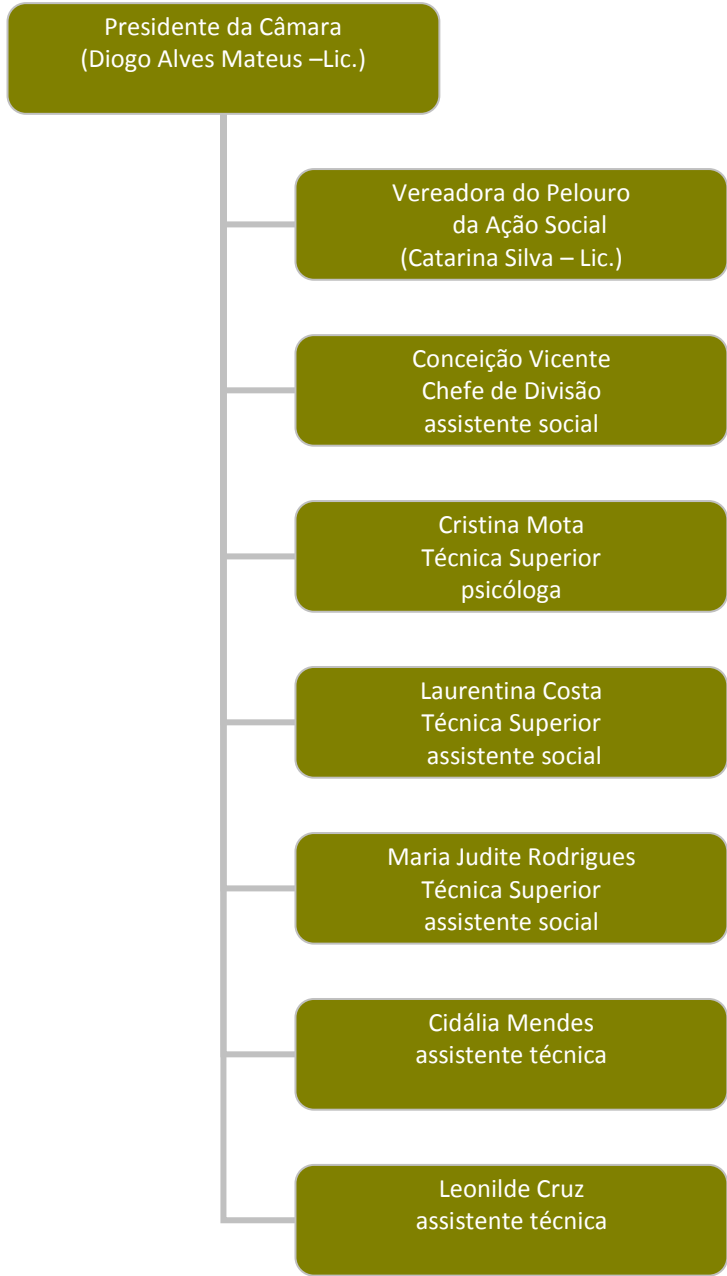 Presidente da Câmara
(Diogo Alves Mateus –Lic.)
Vereadora do Pelouro
da Ação Social
(Catarina Silva – Lic.)
Conceição Vicente
Chefe de Divisão
assistente social
Cristina Mota
Técnica Superior
psicóloga
Laurentina Costa
Técnica Superior
assistente social
Maria Judite Rodrigues
Técnica Superior
assistente social
Cidália Mendes
assistente técnica
Leonilde Cruz
assistente técnica